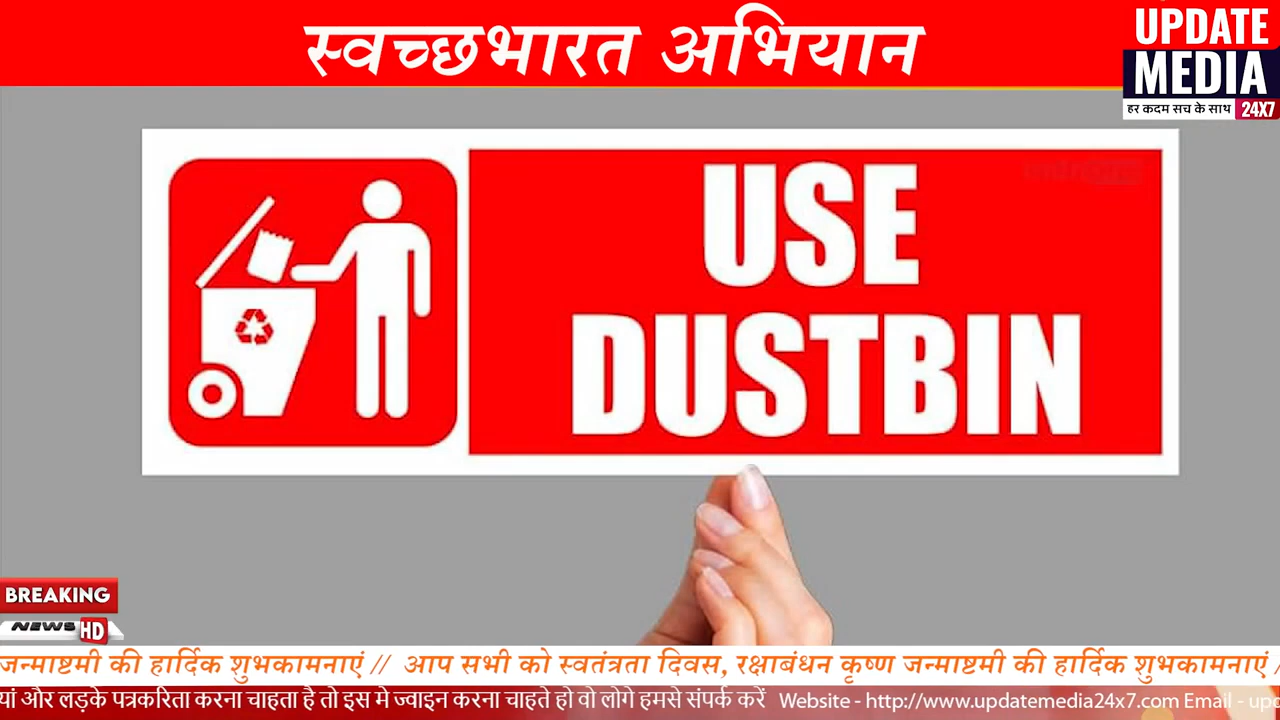 स्वच्छभारत अभियान
UPDATE
MEDIA
हर कदम सच के साथ 24X7
USE
DUSTBIN
BREAKING
NEWS HD
जन्माष्टमी की हार्दिक शुभकामनाएं // आप सभी को स्वतंत्रता दिवस, रक्षाबंधन कृष्ण जन्माष्टमी की हार्दिक शुभकामनाएं /
यां और लड़के पत्रकरिता करना चाहता है तो इस मे ज्वाइन करना चाहते हो वो लोगे हमसे संपर्क करें Website - http://www.updatemedia24x7.com Email - upd